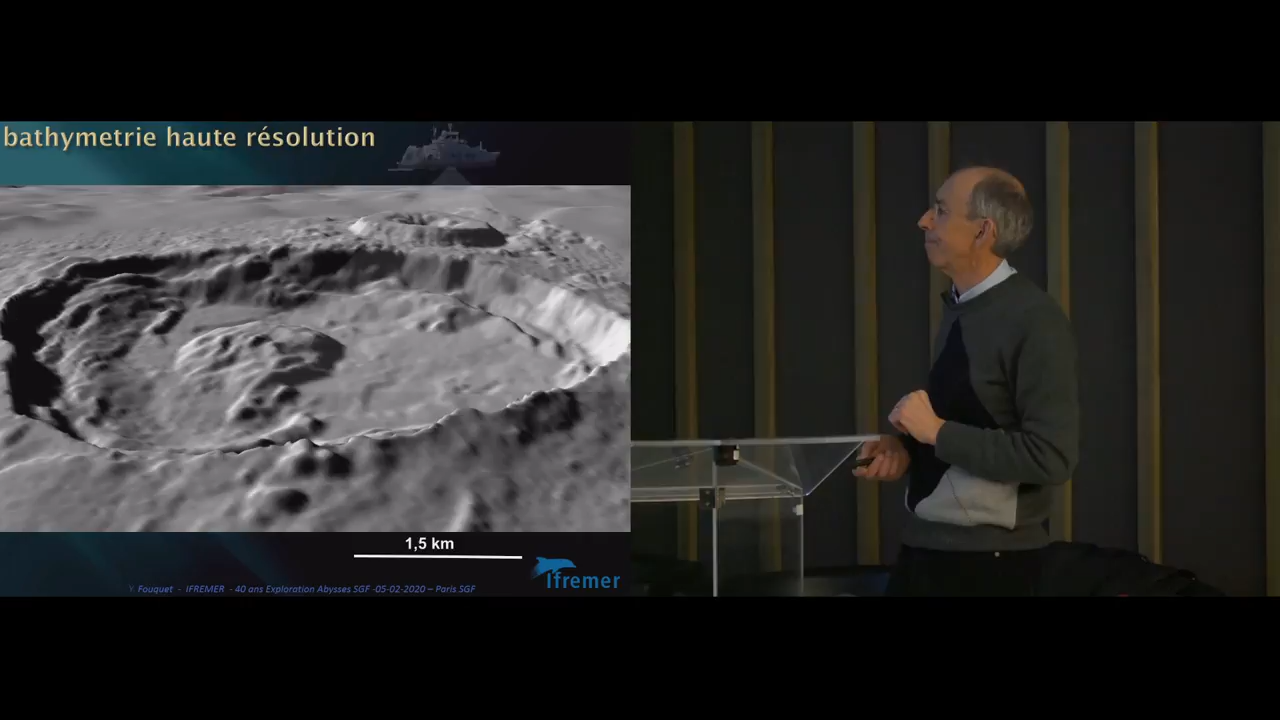 bathymetrie haute résolution
1,5 km
Ifremer
Y. Fouquet - IFREMER - 40 ans Exploration Abysses SGF -05-02-2020 – Paris SGF